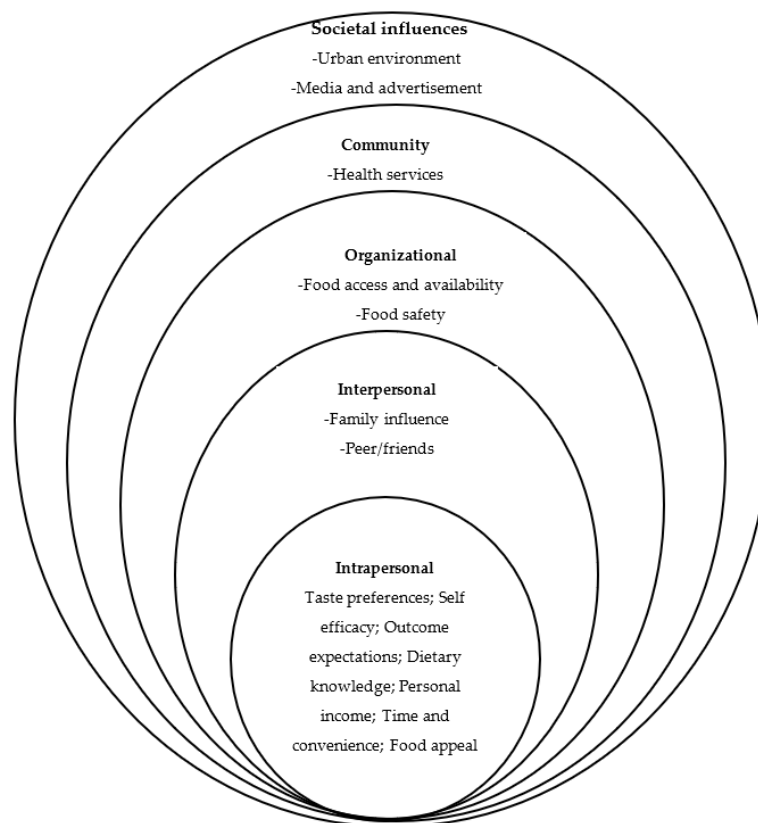 Societal influences
-Urban environment
-Media and advertisement
Community
-Health services
Organizational
-Food access and availability
-Food safety
Interpersonal
-Family influence
-Peer/friends
Intrapersonal
Taste preferences; Self
efficacy; Outcome
expectations; Dietary
knowledge; Personal
income; Time and
convenience; Food appeal